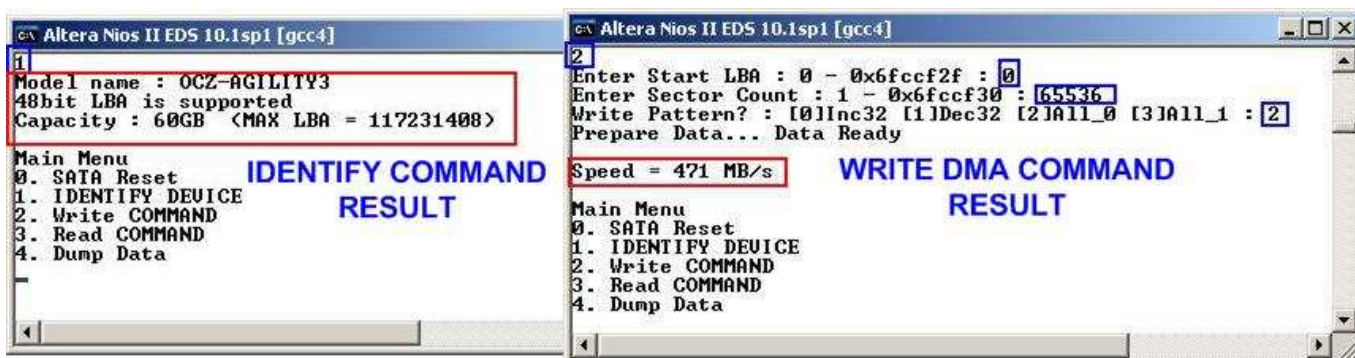 Altera Nios II EDS 10.1sp1 [gcc4]
1
Model name : OCZ-AGILITY3
48bit LBA is supported
Capacity : 60GB  (MAX LBA = 117231408)
Main Menu
0. SATA Reset
1. IDENTIFY DEVICE
2. Write COMMAND
3. Read COMMAND
4. Dump Data
IDENTIFY COMMAND
RESULT
Altera Nios II EDS 10.1sp1 [gcc4]
2
Enter Start LBA : 0 - 0x6fccf2f : 0
Enter Sector Count : 1 - 0x6fccf30 : 65536
Write Pattern? : [0]Inc32 [1]Dec32 [2]All_0 [3]All_1 : 2
Prepare Data... Data Ready
Speed = 471 MB/s
Main Menu
0. SATA Reset
1. IDENTIFY DEVICE
2. Write COMMAND
3. Read COMMAND
4. Dump Data
WRITE DMA COMMAND
RESULT